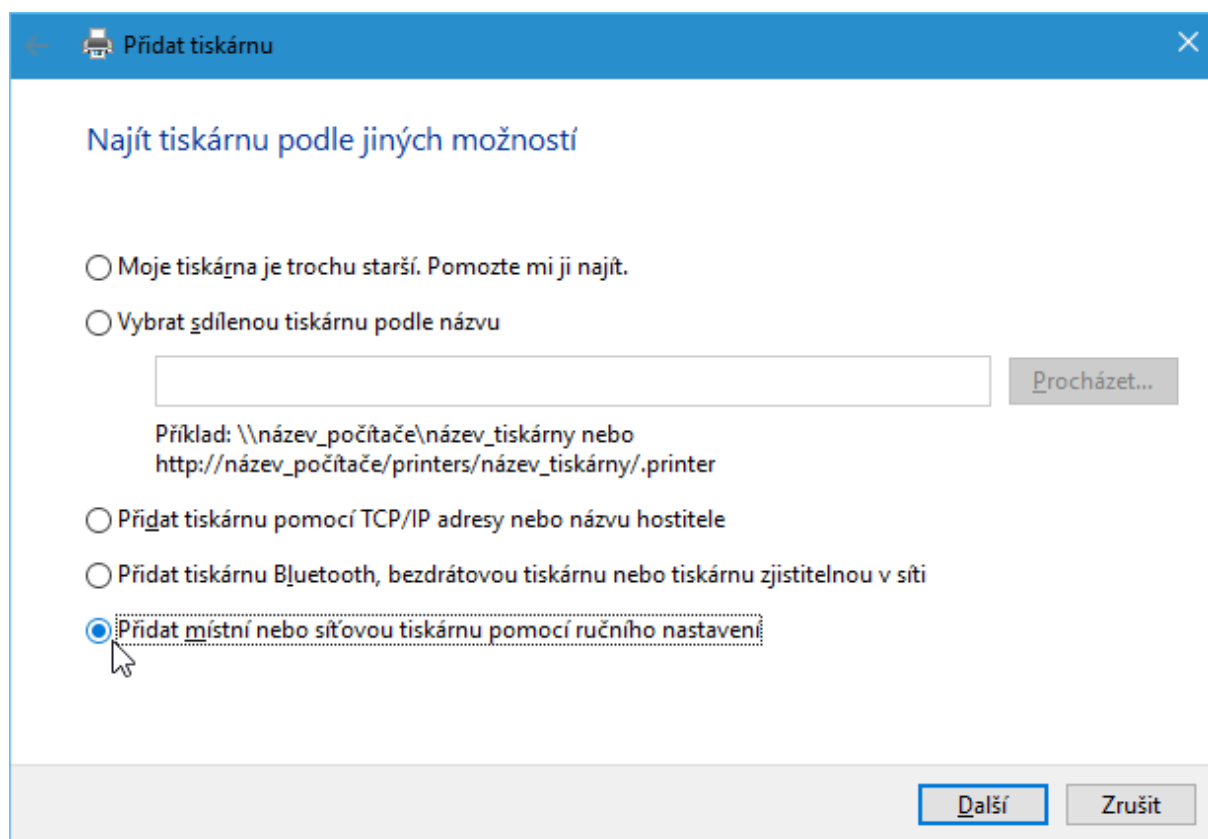 Přidat tiskárnu
Najít tiskárnu podle jiných možností
Moje tiskárna je trochu starší. Pomozte mi ji najít.
Vybrat sdílenou tiskárnu podle názvu
Procházet...
Příklad: \\název_počítače\název_tiskárny nebo
http://název_počítače/printers/název_tiskárny/.printer
Přidat tiskárnu pomocí TCP/IP adresy nebo názvu hostitele
Přidat tiskárnu Bluetooth, bezdrátovou tiskárnu nebo tiskárnu zjistitelnou v síti
Přidat místní nebo síťovou tiskárnu pomocí ručního nastavení
Další
Zrušit